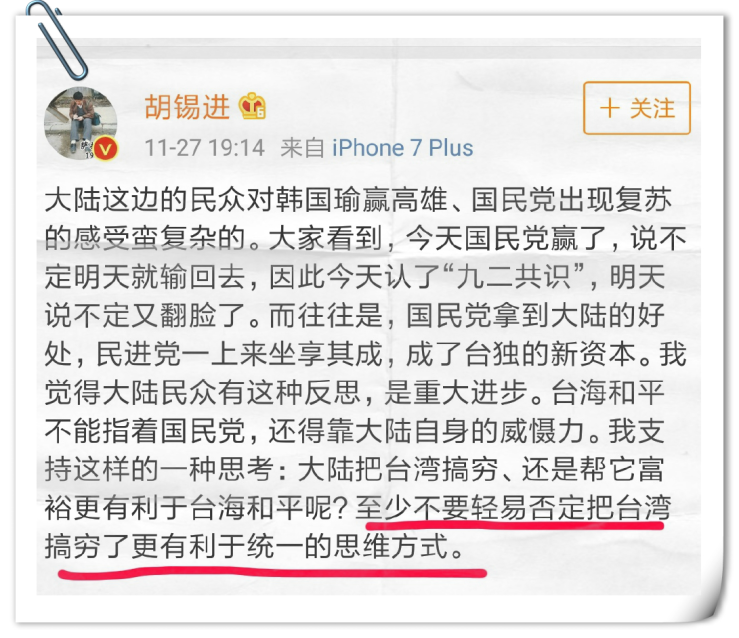 胡锡进
+ 关注
11-27 19:14 来自 iPhone 7 Plus
大陆这边的民众对韩国瑜赢高雄、国民党出现复苏
的感受蛮复杂的。大家看到，今天国民党赢了，说不
定明天就输回去，因此今天认了“九二共识”，明天
说不定又翻脸了。而往往是，国民党拿到大陆的好
处，民进党一上来坐享其成，成了台独的新资本。我
觉得大陆民众有这种反思，是重大进步。台海和平
不能指着国民党，还得靠大陆自身的威慑力。我支
持这样的一种思考：大陆把台湾搞穷、还是帮它富
裕更有利于台海和平呢？至少不要轻易否定把台湾
搞穷了更有利于统一的思维方式。